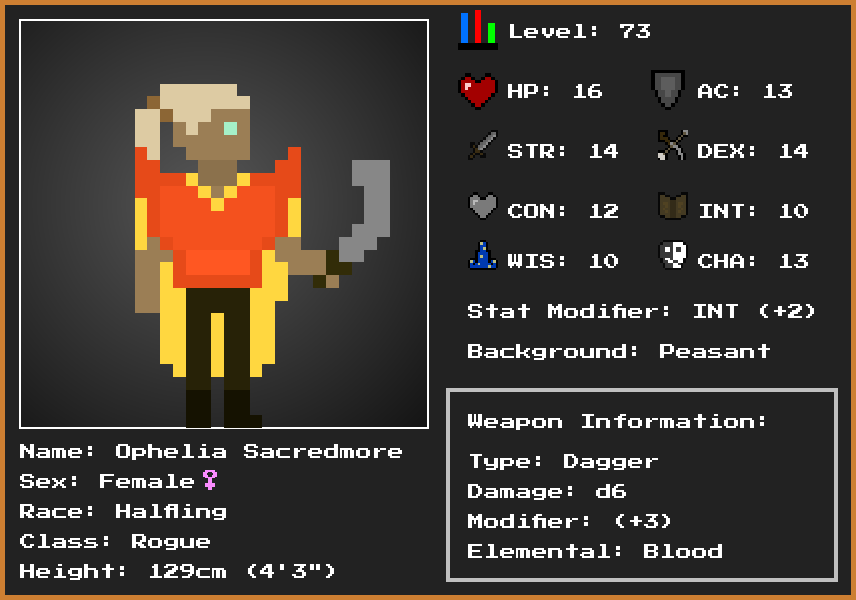 Level: 73
HP: 16 AC: 13
STR: 14 DEX: 14
CON: 12 INT: 10
WIS: 10 CHA: 13
Stat Modifier: INT (+2)
Background: Peasant
Name: Ophelia Sacredmore
Sex: Female♀
Race: Halfling
Class: Rogue
Height: 129cm (4'3")
Weapon Information:
Type: Dagger
Damage: d6
Modifier: (+3)
Elemental: Blood